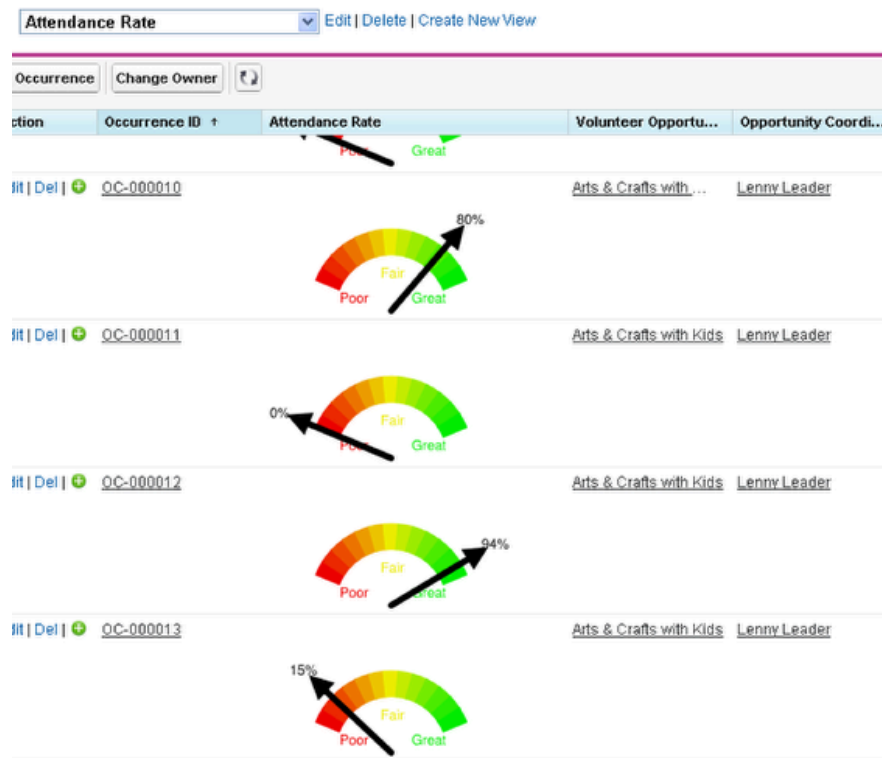 Attendance Rate Edit | Delete | Create New View
Occurrence Change Owner
ction Occurrence ID ↑ Attendance Rate Volunteer Opportu... Opportunity Coordi...
Poor Great
dit | Del | OC-000010 Arts & Crafts with ... Lenny Leader
80%
Fair
Poor Great
dit | Del | OC-000011 Arts & Crafts with Kids Lenny Leader
0%
Fair
Poor Great
dit | Del | OC-000012 Arts & Crafts with Kids Lenny Leader
94%
Fair
Poor Great
dit | Del | OC-000013 Arts & Crafts with Kids Lenny Leader
15%
Fair
Poor Great